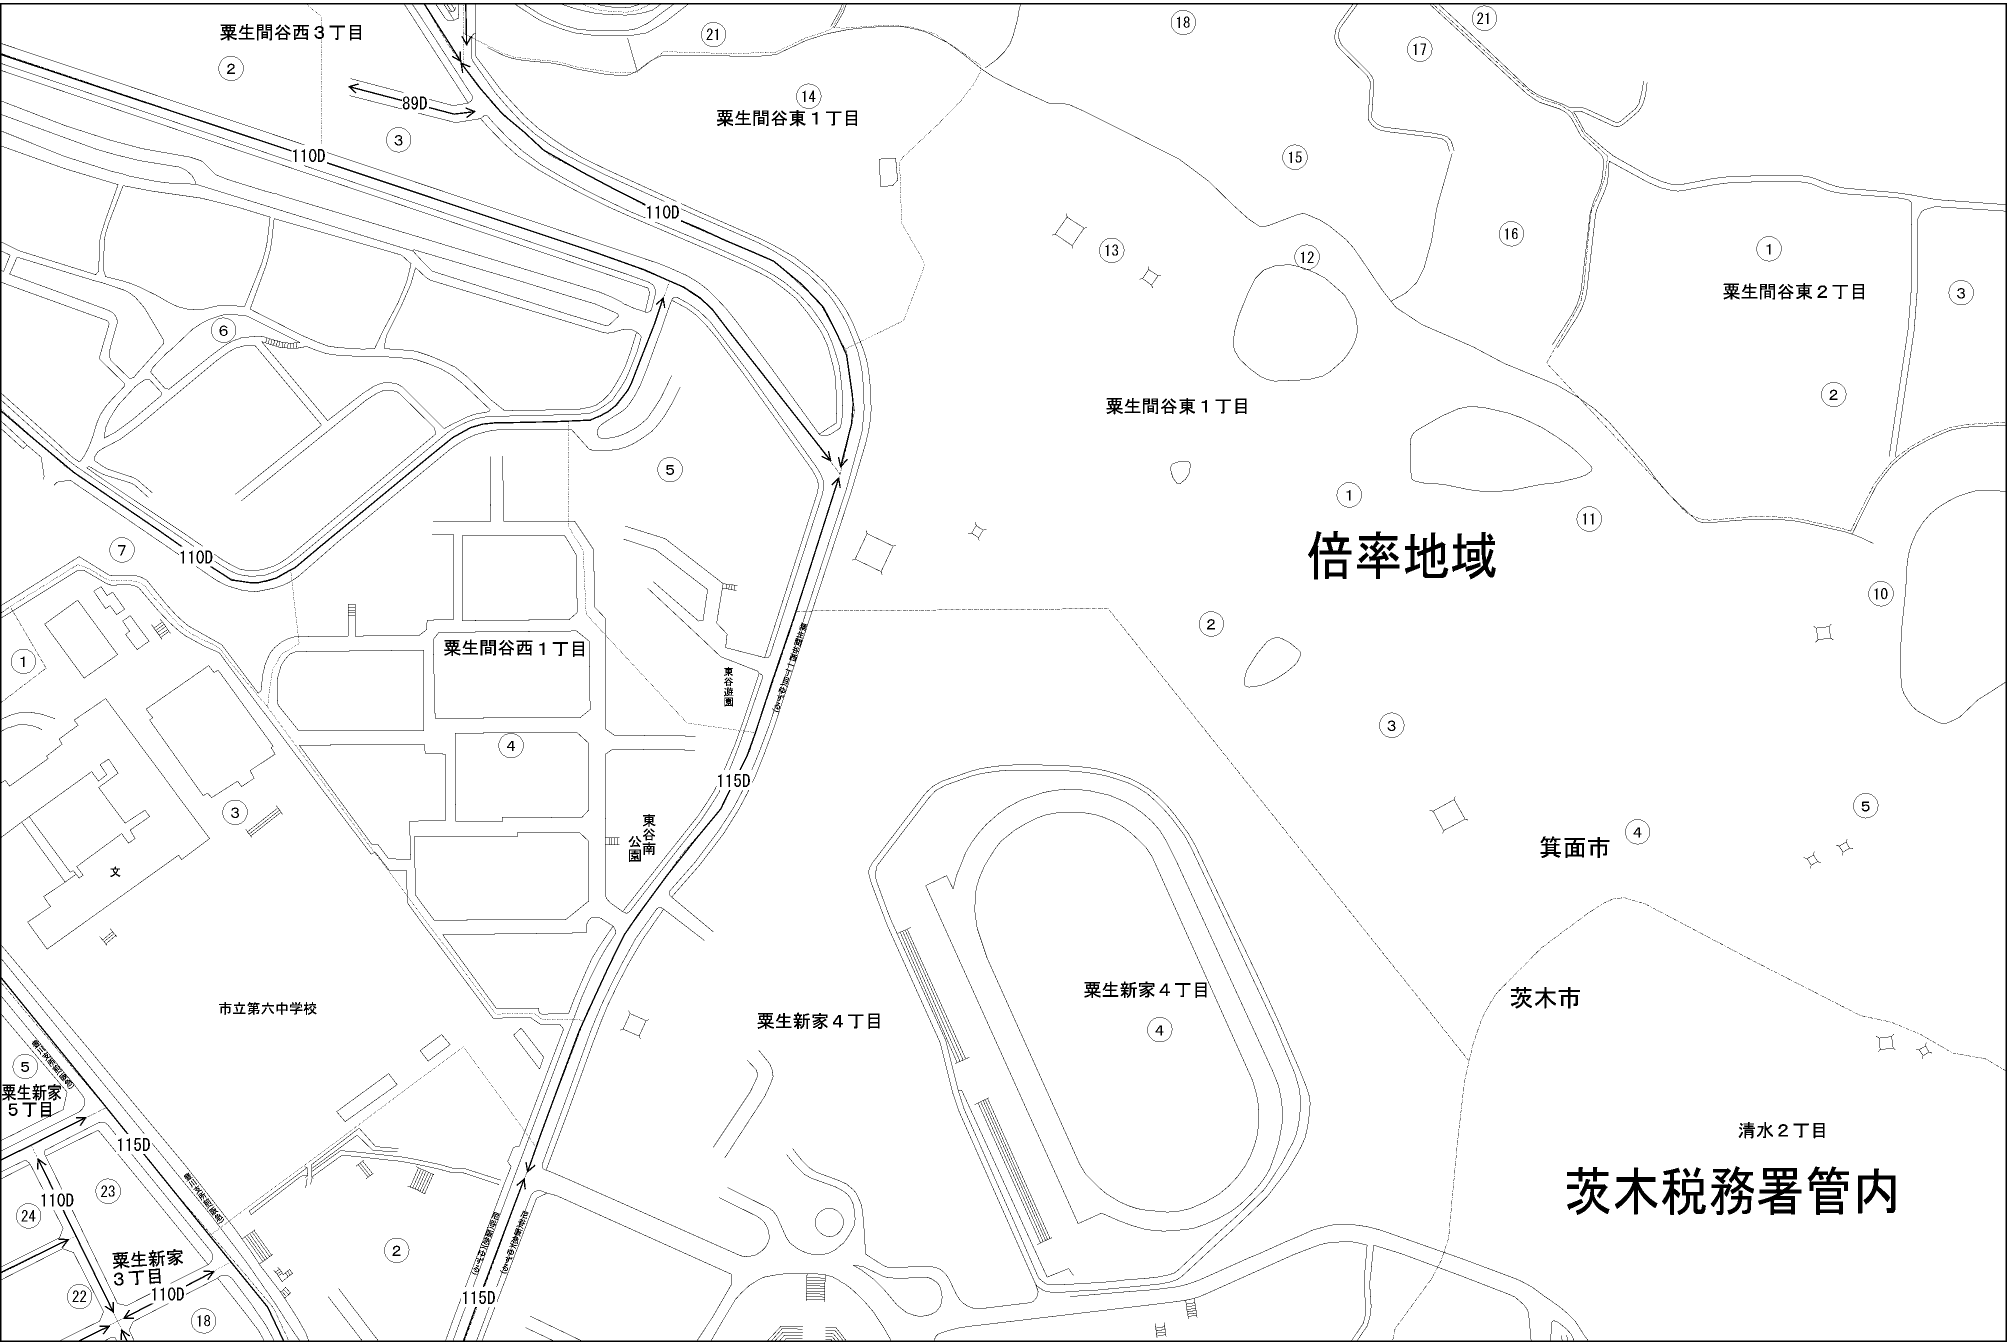 粟生間谷西３丁目
2
21
18
21
17
89D
14
粟生間谷東１丁目
3
110D
15
110D
16
13
12
1
粟生間谷東２丁目
3
6
2
粟生間谷東１丁目
5
1
11
倍率地域
7
110D
10
2
粟生間谷西１丁目
1
東谷遊園
3
4
115D
3
東谷南
公園
5
4
箕面市
文
粟生新家４丁目
茨木市
市立第六中学校
粟生新家４丁目
4
5
粟生新家
５丁目
清水２丁目
115D
茨木税務署管内
110D
23
24
2
粟生新家
３丁目
22
110D
115D
18